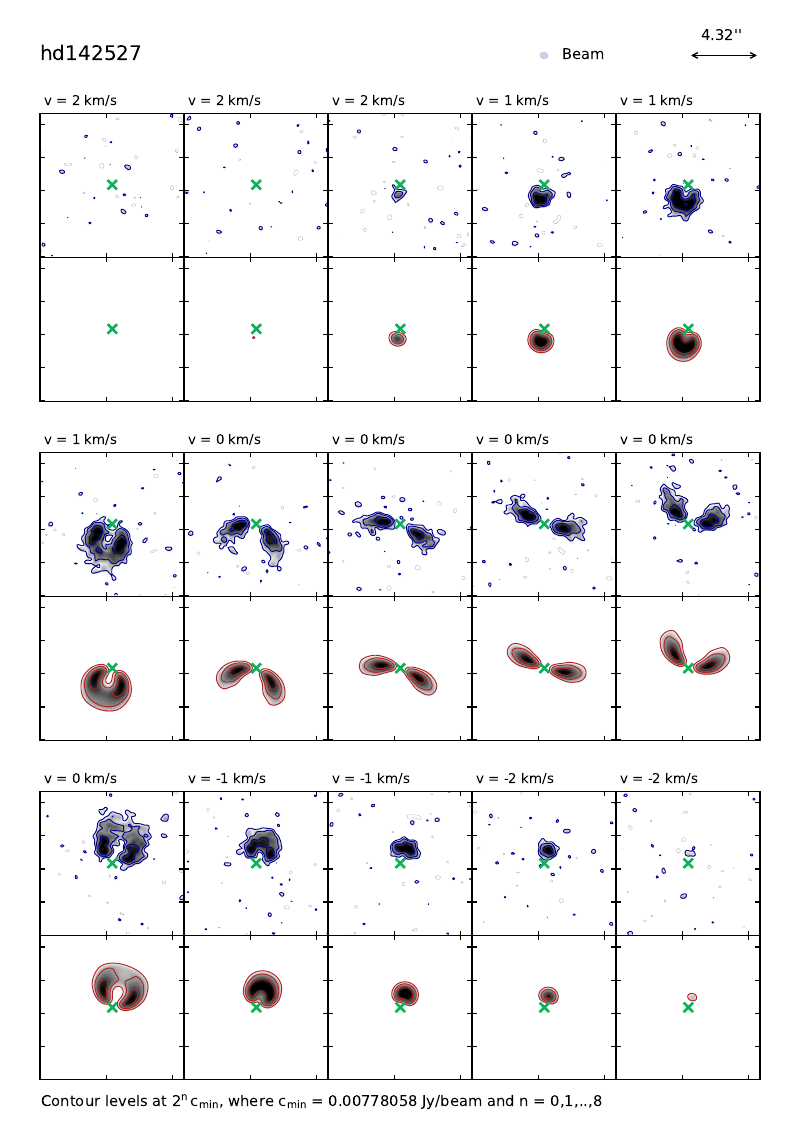 4.32''
hd142527
Beam
v = 2 km/s
v = 2 km/s
v = 2 km/s
v = 1 km/s
v = 1 km/s
v = 1 km/s
v = 0 km/s
v = 0 km/s
v = 0 km/s
v = 0 km/s
v = 0 km/s
v = -1 km/s
v = -1 km/s
v = -2 km/s
v = -2 km/s
Contour levels at 2ⁿ cₘᵢₙ, where cₘᵢₙ = 0.00778058 Jy/beam and n = 0,1,..,8